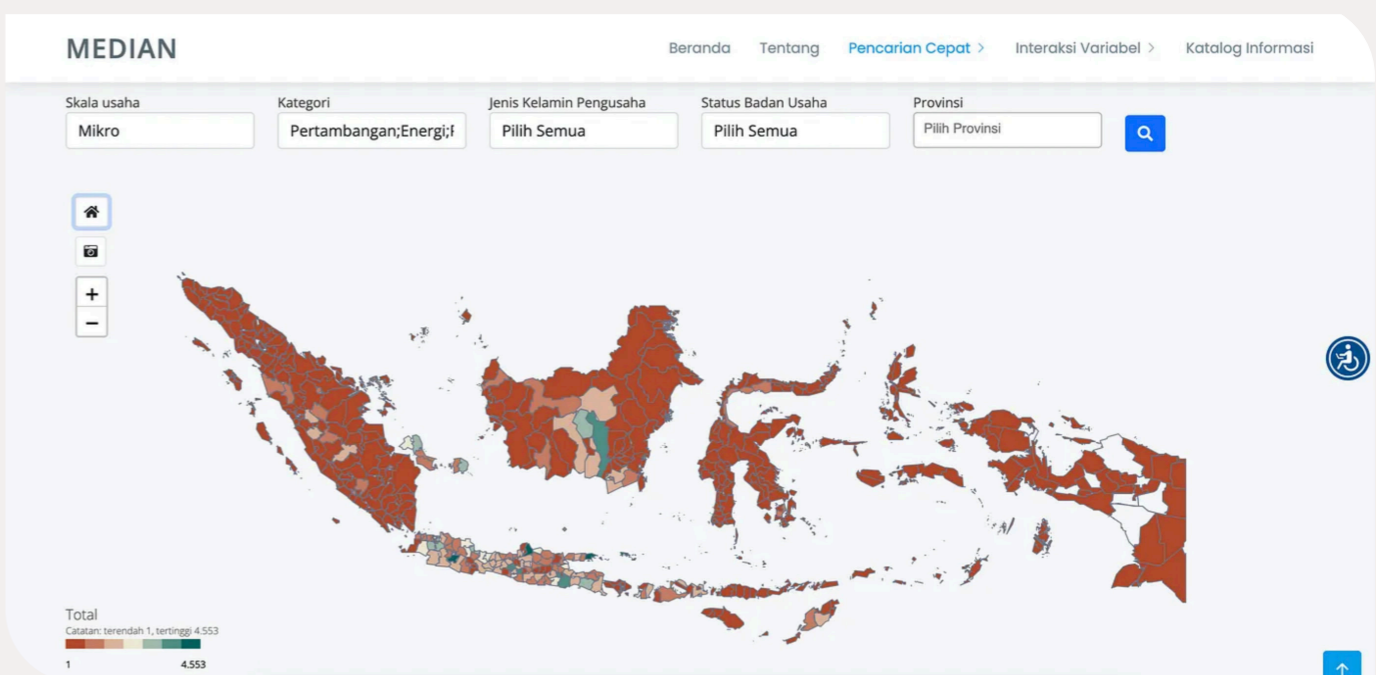 MEDIAN
Beranda Tentang Pencarian Cepat > Interaksi Variabel > Katalog Informasi
Skala usaha Kategori Jenis Kelamin Pengusaha Status Badan Usaha Provinsi
Mikro Pertambangan;Energi; Pilih Semua Pilih Semua Pilih Provinsi
+
−
Total
Catatan: terendah 1, tertinggi 4.553
1 4.553